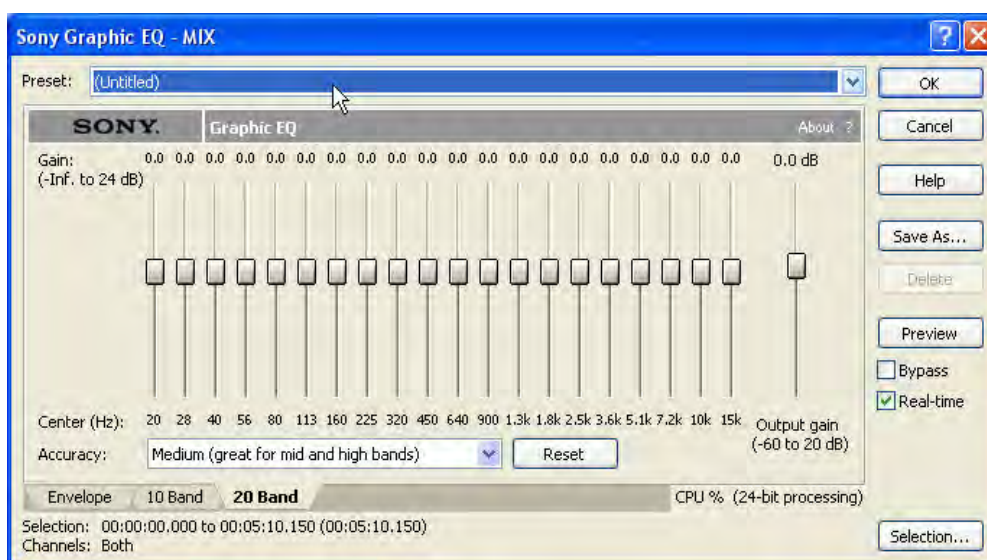 Sony Graphic EQ - MIX
Preset: (Untitled)
OK
SONY. Graphic EQ About ?
Cancel
Gain: 0.0 0.0 0.0 0.0 0.0 0.0 0.0 0.0 0.0 0.0 0.0 0.0 0.0 0.0 0.0 0.0 0.0 0.0 0.0 0.0 0.0 dB
(-Inf. to 24 dB)
Help
Save As...
Delete
Preview
Bypass
Real-time
Center (Hz): 20 28 40 56 80 113 160 225 320 450 640 900 1.3k 1.8k 2.5k 3.6k 5.1k 7.2k 10k 15k
Output gain
(-60 to 20 dB)
Accuracy: Medium (great for mid and high bands) Reset
Envelope 10 Band 20 Band CPU % (24-bit processing)
Selection: 00:00:00.000 to 00:05:10.150 (00:05:10.150)
Channels: Both
Selection...